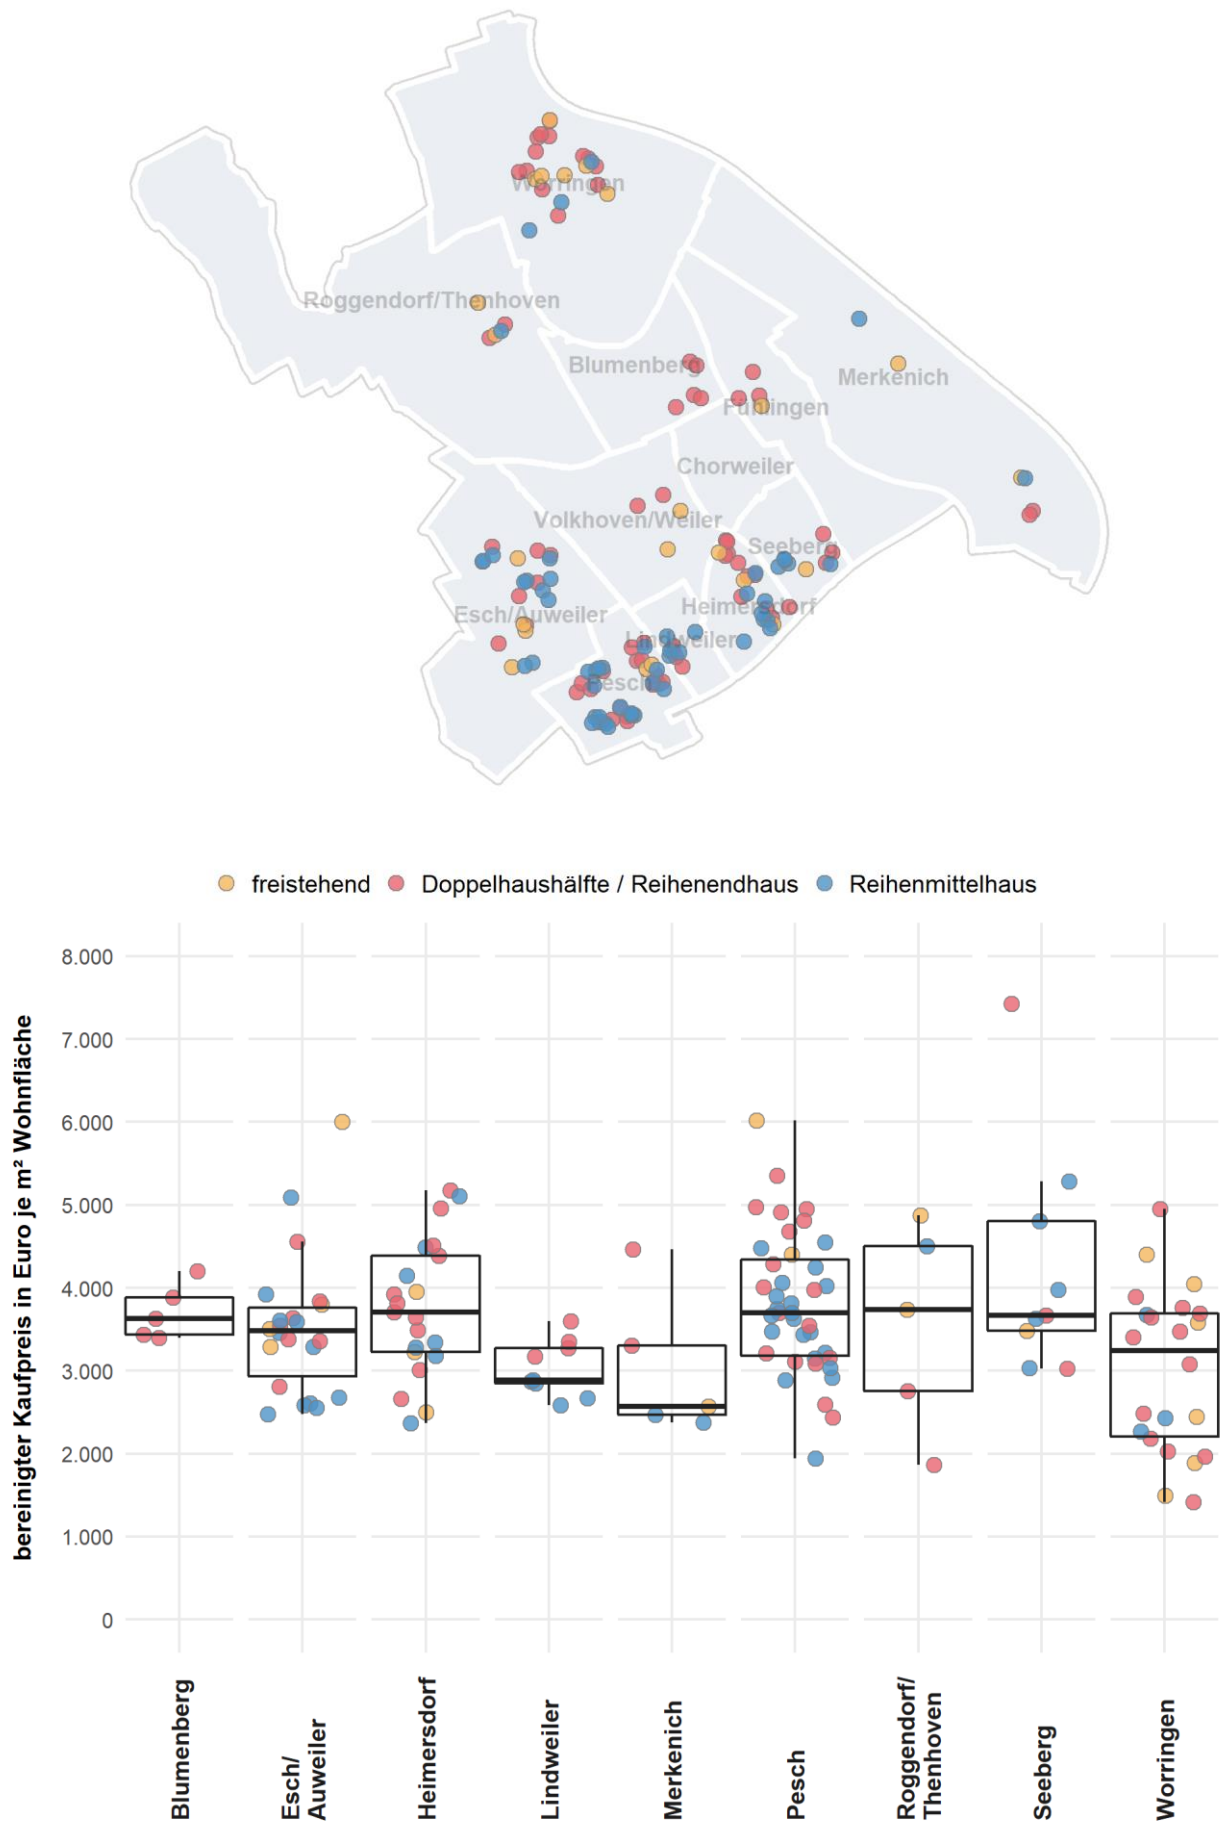 Worringen
Roggendorf/Thenhoven
Blumenberg
Merkenich
Fühlingen
Chorweiler
Volkhoven/Weiler
Seeberg
Heimersdorf
Esch/Auweiler
Lindweiler
Pesch
freistehend
Doppelhaushälfte / Reihenendhaus
Reihenmittelhaus
bereinigter Kaufpreis in Euro je m² Wohnfläche
8.000
7.000
6.000
5.000
4.000
3.000
2.000
1.000
0
Blumenberg
Esch/
Auweiler
Heimersdorf
Lindweiler
Merkenich
Pesch
Roggendorf/
Thenhoven
Seeberg
Worringen